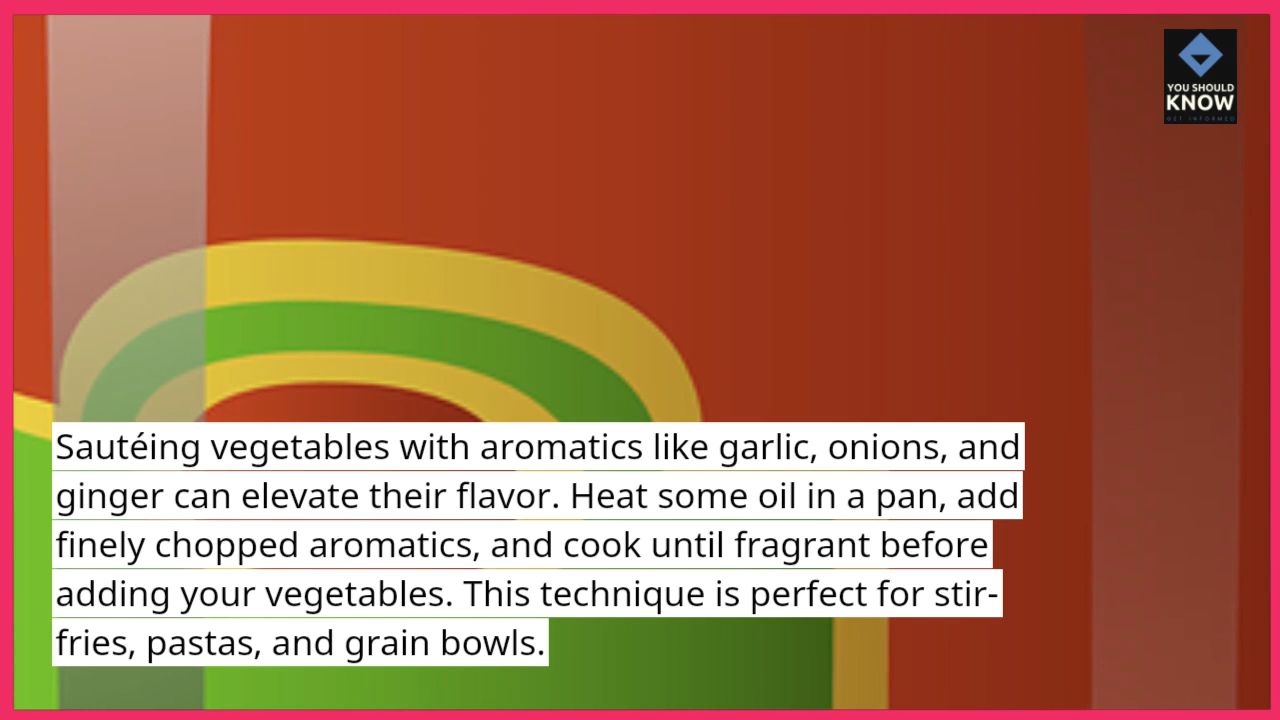 YOU SHOULD
KNOW
GET INFORMED
Sautéing vegetables with aromatics like garlic, onions, and
ginger can elevate their flavor. Heat some oil in a pan, add
finely chopped aromatics, and cook until fragrant before
adding your vegetables. This technique is perfect for stir-
fries, pastas, and grain bowls.